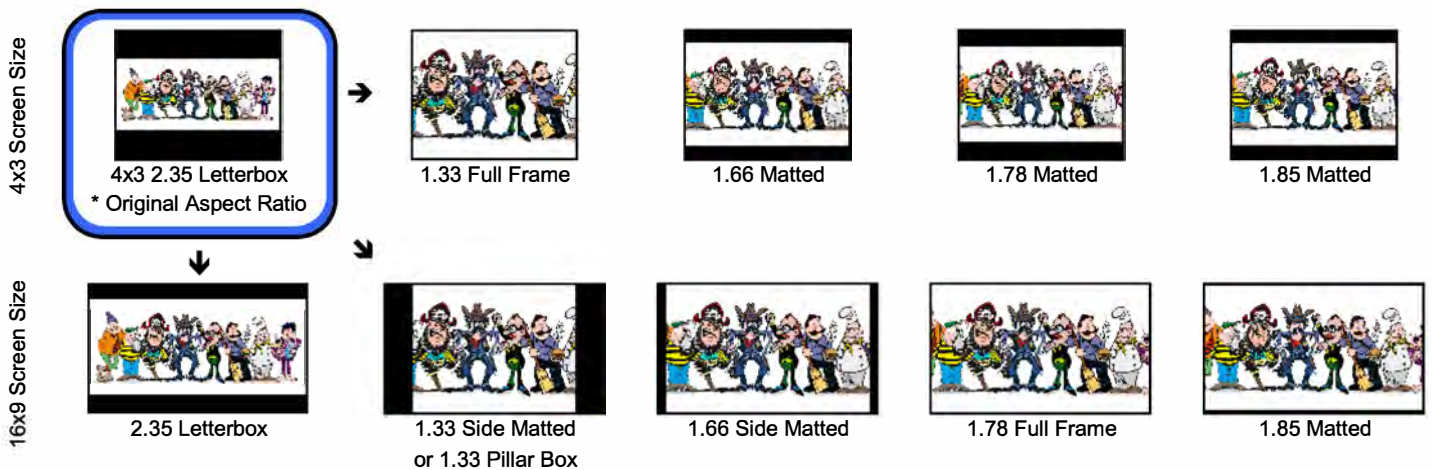 4x3 Screen Size
4x3 2.35 Letterbox
* Original Aspect Ratio
1.33 Full Frame
1.66 Matted
1.78 Matted
1.85 Matted
16x9 Screen Size
2.35 Letterbox
1.33 Side Matted
or 1.33 Pillar Box
1.66 Side Matted
1.78 Full Frame
1.85 Matted